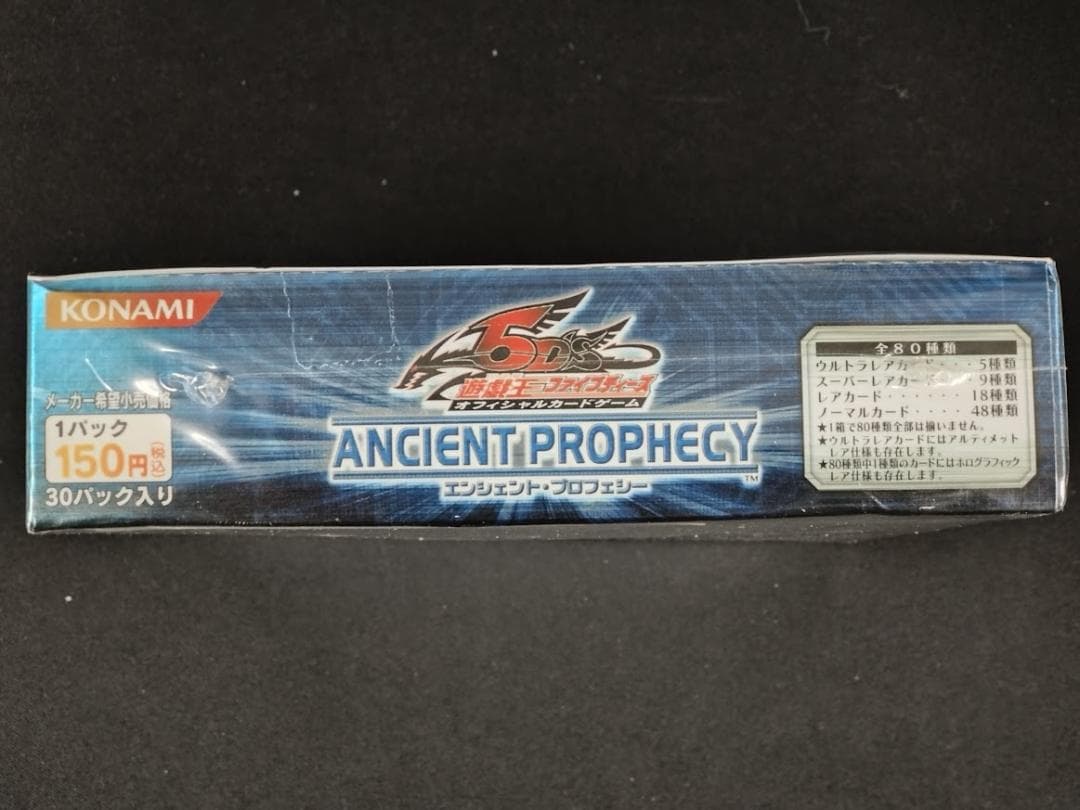 KONAMI
メーカー希望小売価格
1パック
150円(税込)
30パック入り
5D's
遊戯王ファイブディーズ
オフィシャルカードゲーム
ANCIENT PROPHECY™
エンシェント・プロフェシー
全80種類
ウルトラレアカード・・・5種類
スーパーレアカード・・・9種類
レアカード・・・・・・18種類
ノーマルカード・・・・・48種類
★1箱で80種類全部は揃いません。
★ウルトラレアカードにはアルティメット
レア仕様も存在します。
★80種類中1種類のカードにはホログラフィック
レア仕様も存在します。